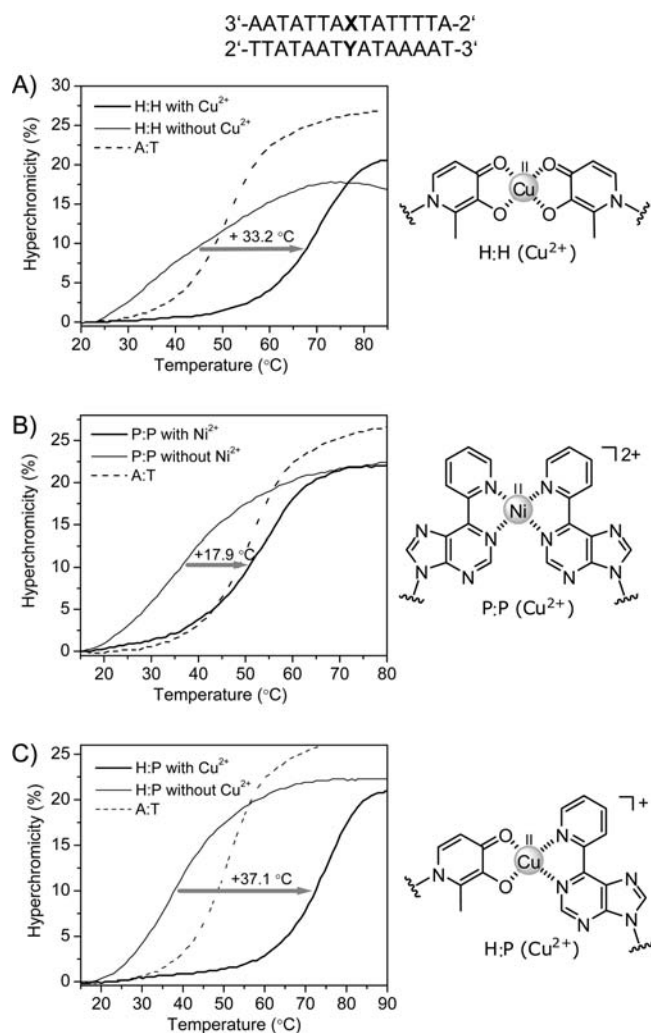 3‘-AATATTAXTATTTTA-2‘
2‘-TTATAATYATAAAAT-3‘
A)
30
25
20
15
10
5
0
Hyperchromicity (%)
H:H with Cu²⁺
H:H without Cu²⁺
A:T
+ 33.2 °C
20 30 40 50 60 70 80
Temperature (°C)
O II O
Cu
N O O N
H:H (Cu²⁺)
B)
25
20
15
10
5
0
Hyperchromicity (%)
P:P with Ni²⁺
P:P without Ni²⁺
A:T
+17.9 °C
20 30 40 50 60 70 80
Temperature (°C)
2+
N II N
Ni
N N N N
N N N N
P:P (Cu²⁺)
C)
25
20
15
10
5
0
Hyperchromicity (%)
H:P with Cu²⁺
H:P without Cu²⁺
A:T
+37.1 °C
20 30 40 50 60 70 80 90
Temperature (°C)
+
O II N
Cu
N O N N
N N
H:P (Cu²⁺)